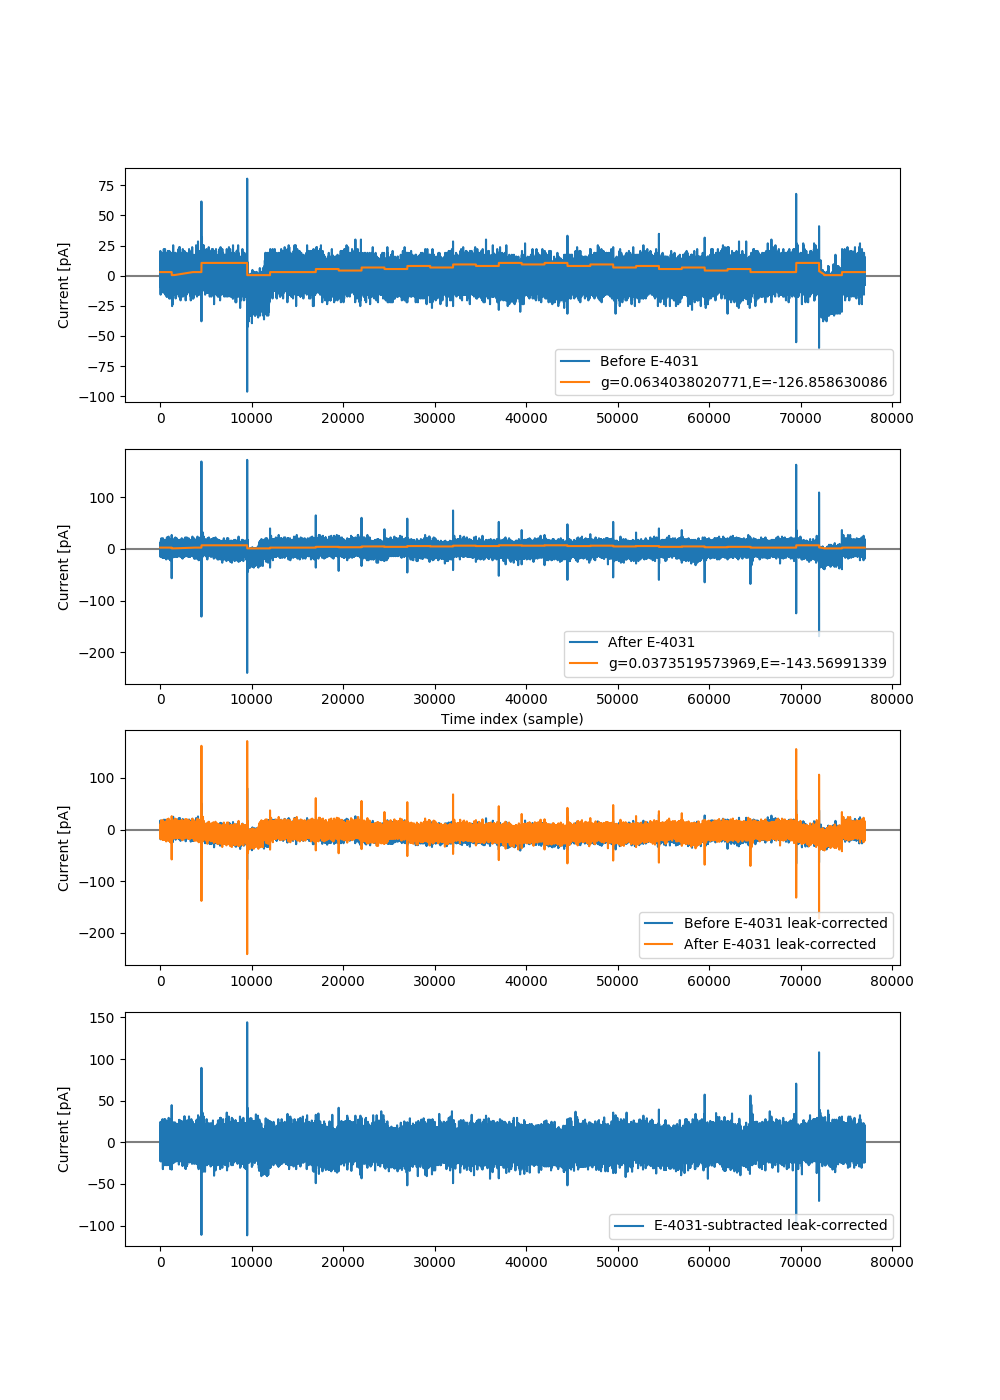 75
50
25
0
−25
−50
−75
−100
Current [pA]
Before E-4031
g=0.0634038020771,E=-126.858630086
0 10000 20000 30000 40000 50000 60000 70000 80000
100
0
−100
−200
Current [pA]
After E-4031
g=0.0373519573969,E=-143.56991339
0 10000 20000 30000 40000 50000 60000 70000 80000
Time index (sample)
100
0
−100
−200
Current [pA]
Before E-4031 leak-corrected
After E-4031 leak-corrected
0 10000 20000 30000 40000 50000 60000 70000 80000
150
100
50
0
−50
−100
Current [pA]
E-4031-subtracted leak-corrected
0 10000 20000 30000 40000 50000 60000 70000 80000